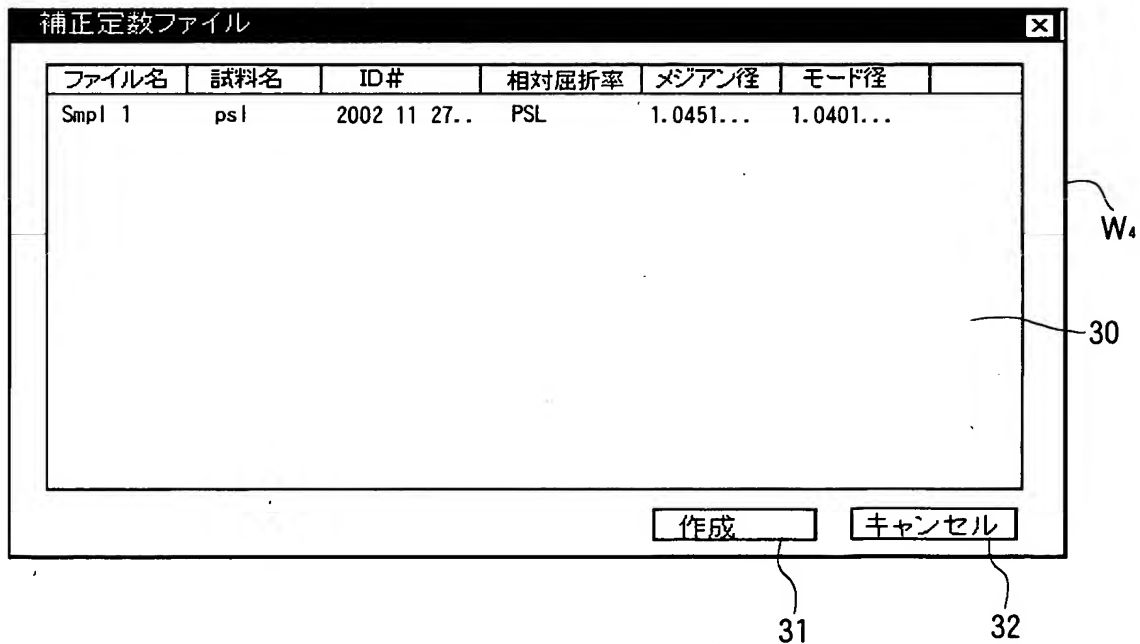 補正定数ファイル ×
ファイル名 試料名 ID# 相対屈折率 メジアン径 モード径
Smpl 1 psl 2002 11 27.. PSL 1.0451... 1.0401...
W₄
30
作成 キャンセル
31 32